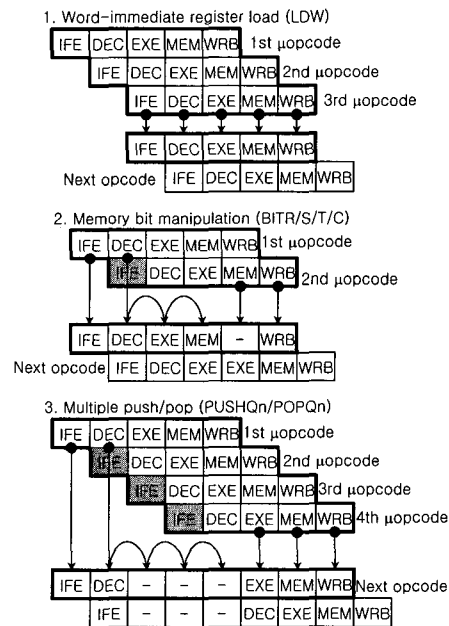 1. Word-immediate register load (LDW)
IFE DEC EXE MEM WRB 1st μopcode
IFE DEC EXE MEM WRB 2nd μopcode
IFE DEC EXE MEM WRB 3rd μopcode
IFE DEC EXE MEM WRB
Next opcode IFE DEC EXE MEM WRB
2. Memory bit manipulation (BITR/S/T/C)
IFE DEC EXE MEM WRB 1st μopcode
IFE DEC EXE MEM WRB 2nd μopcode
IFE DEC EXE MEM - WRB
Next opcode IFE DEC EXE EXE MEM WRB
3. Multiple push/pop (PUSHQn/POPQn)
IFE DEC EXE MEM WRB 1st μopcode
IFE DEC EXE MEM WRB 2nd μopcode
IFE DEC EXE MEM WRB 3rd μopcode
IFE DEC EXE MEM WRB 4th μopcode
IFE DEC - - - EXE MEM WRB Next opcode
IFE - - - DEC EXE MEM WRB